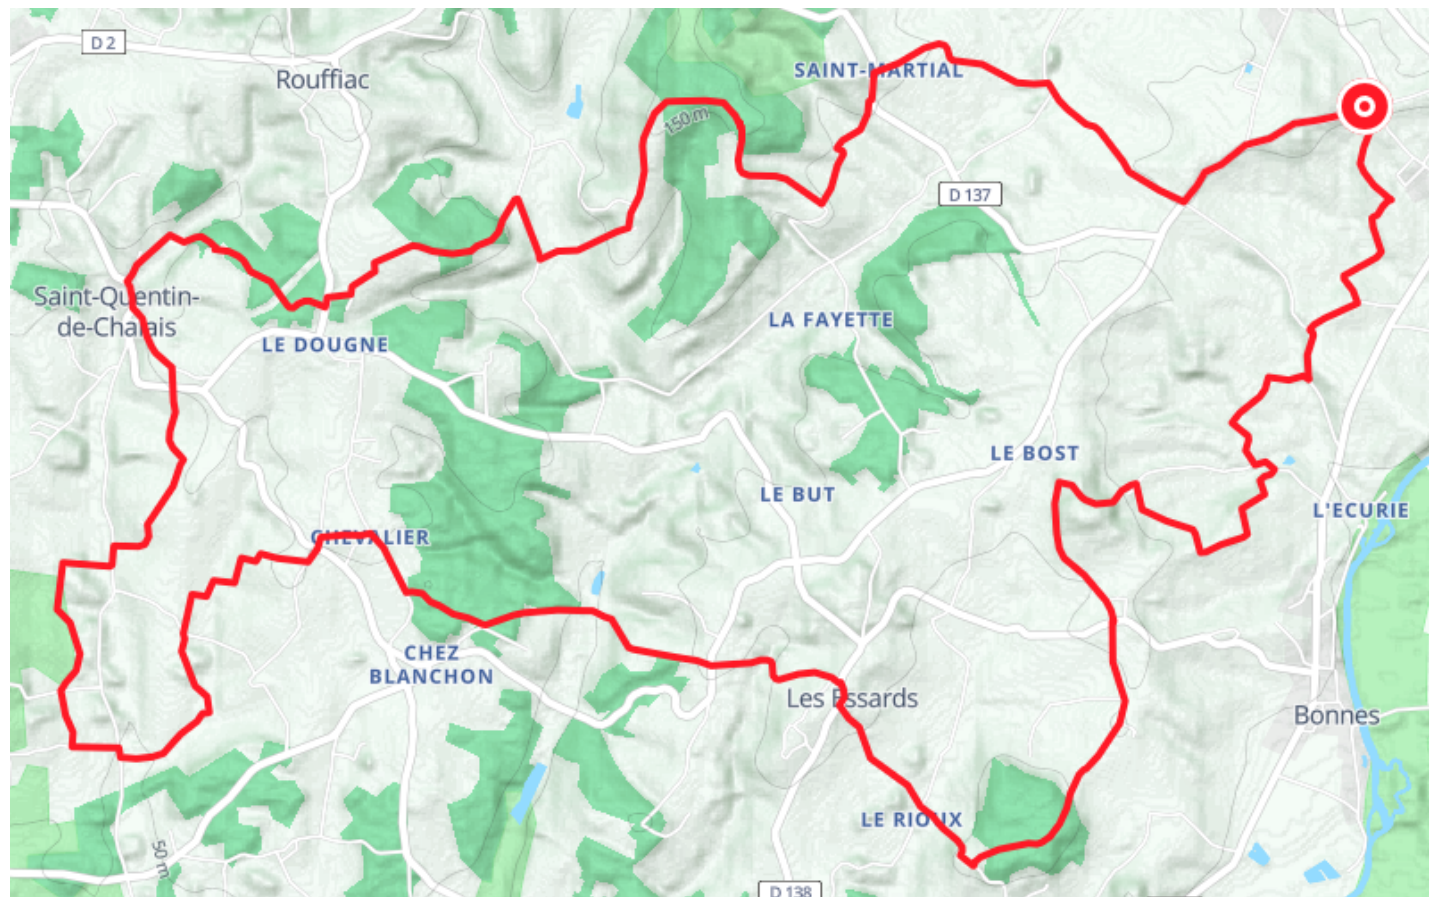 D 2
Rouffiac
SAINT-MARTIAL
150 m
D 137
Saint-Quentin-
de-Chalais
LE DOUGNE
LA FAYETTE
LE BOST
LE BUT
L'ECURIE
CHEVALIER
CHEZ
BLANCHON
Les Essards
Bonnes
LE RIOUX
50 m
D 138